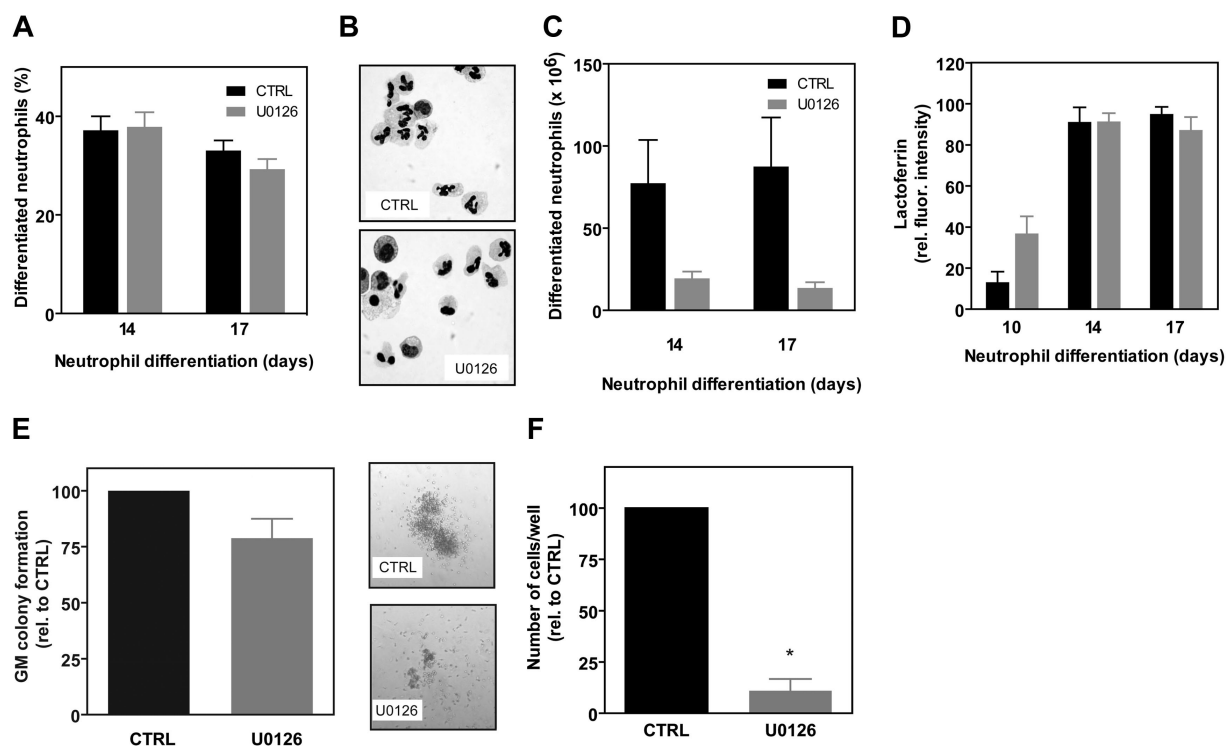 A
Differentiated neutrophils (%)
40
20
0
CTRL
U0126
14
17
Neutrophil differentiation (days)
B
CTRL
U0126
C
Differentiated neutrophils (x 10⁶)
150
100
50
0
CTRL
U0126
14
17
Neutrophil differentiation (days)
D
Lactoferrin
(rel. fluor. intensity)
120
100
80
60
40
20
0
10
14
17
Neutrophil differentiation (days)
E
GM colony formation
(rel. to CTRL)
100
75
50
25
0
CTRL
U0126
CTRL
U0126
F
Number of cells/well
(rel. to CTRL)
100
75
50
25
0
*
CTRL
U0126